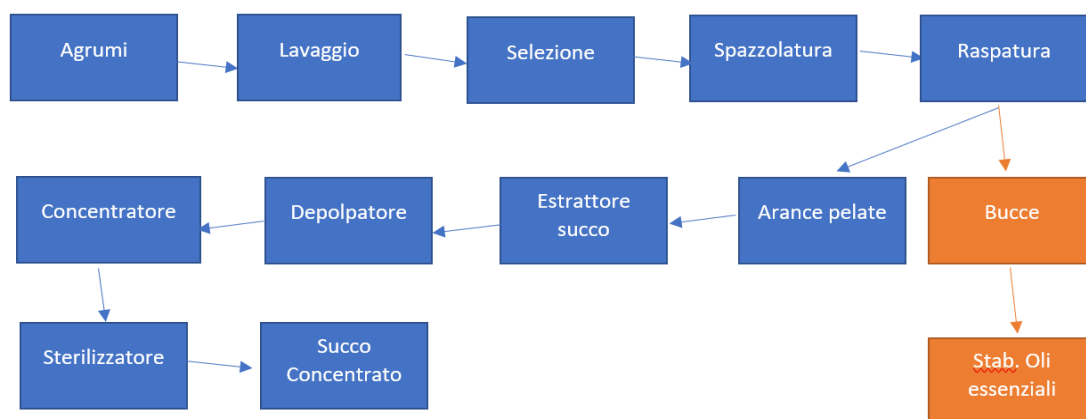 Agrumi
Lavaggio
Selezione
Spazzolatura
Raspatura
Concentratore
Depolpatore
Estrattore
succo
Arance pelate
Bucce
Sterilizzatore
Succo
Concentrato
Stab. Oli
essenziali